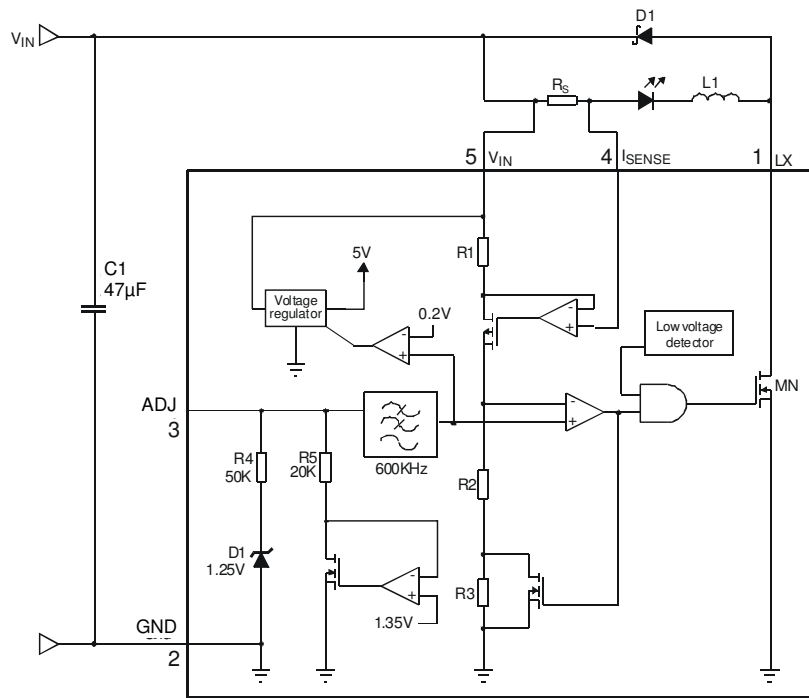 D1
VIN
RS
L1
5 VIN
4 ISENSE
1 LX
R1
C1
47µF
5V
Voltage
regulator
0.2V
Low voltage
detector
MN
ADJ
3
R4
50K
R5
20K
600KHz
R2
D1
1.25V
R3
1.35V
GND
2